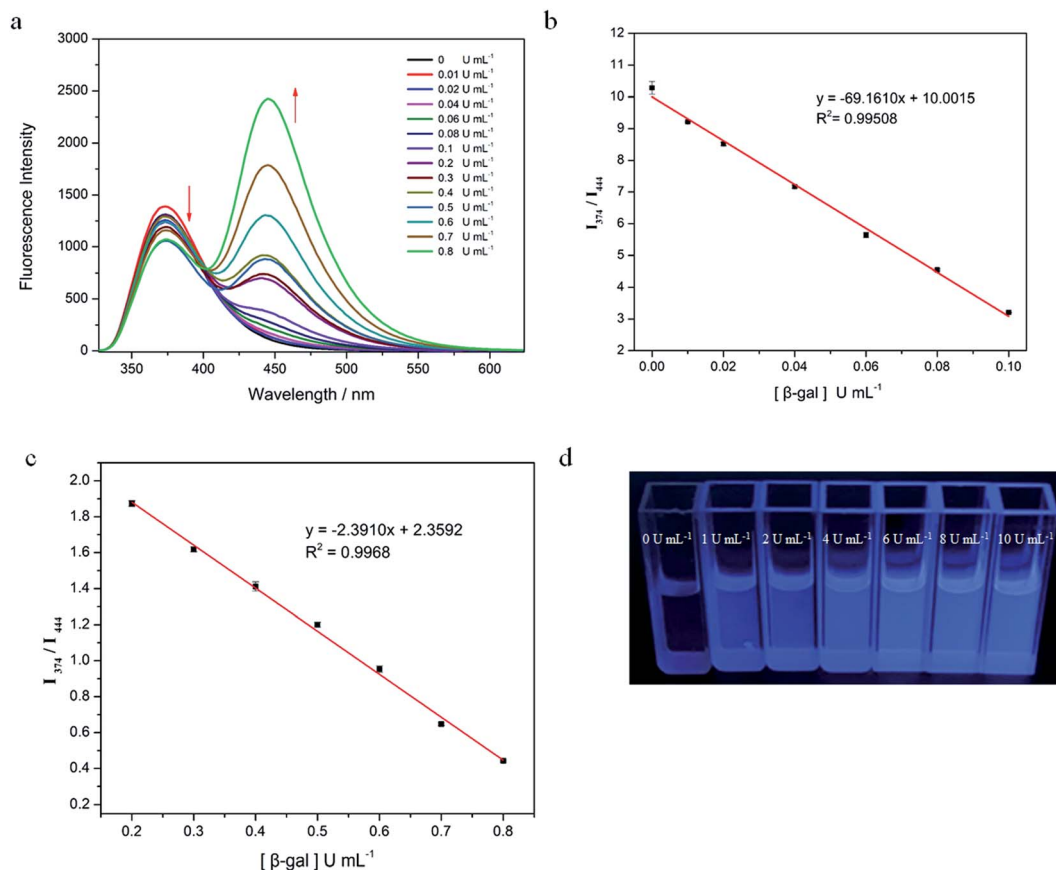 a
3000
2500
2000
1500
1000
500
0
Fluorescence Intensity
350 400 450 500 550 600
Wavelength / nm
0 U mL⁻¹
0.01 U mL⁻¹
0.02 U mL⁻¹
0.04 U mL⁻¹
0.06 U mL⁻¹
0.08 U mL⁻¹
0.1 U mL⁻¹
0.2 U mL⁻¹
0.3 U mL⁻¹
0.4 U mL⁻¹
0.5 U mL⁻¹
0.6 U mL⁻¹
0.7 U mL⁻¹
0.8 U mL⁻¹
b
12
11
10
9
8
7
6
5
4
3
2
I₃₇₄ / I₄₄₄
y = -69.1610x + 10.0015
R²= 0.99508
0.00 0.02 0.04 0.06 0.08 0.10
[ β-gal ] U mL⁻¹
c
2.0
1.8
1.6
1.4
1.2
1.0
0.8
0.6
0.4
0.2
I ₃₇₄ / I ₄₄₄
y = -2.3910x + 2.3592
R² = 0.9968
0.2 0.3 0.4 0.5 0.6 0.7 0.8
[ β-gal ] U mL⁻¹
d
0 U mL⁻¹ 1 U mL⁻¹ 2 U mL⁻¹ 4 U mL⁻¹ 6 U mL⁻¹ 8 U mL⁻¹ 10 U mL⁻¹